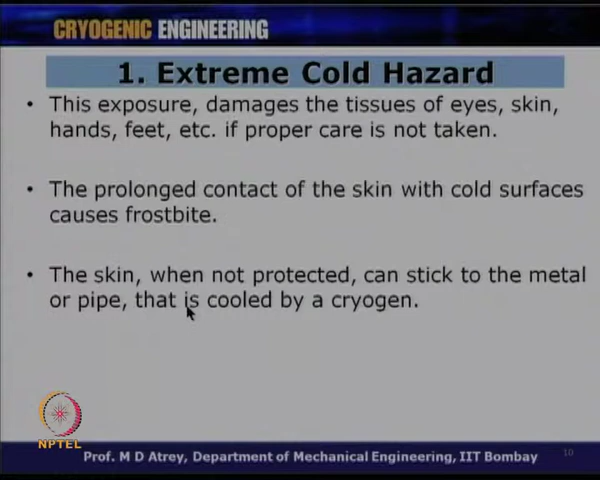 CRYOGENIC ENGINEERING
1. Extreme Cold Hazard
• This exposure, damages the tissues of eyes, skin,
hands, feet, etc. if proper care is not taken.
• The prolonged contact of the skin with cold surfaces
causes frostbite.
• The skin, when not protected, can stick to the metal
or pipe, that is cooled by a cryogen.
NPTEL
Prof. M D Atrey, Department of Mechanical Engineering, IIT Bombay
10